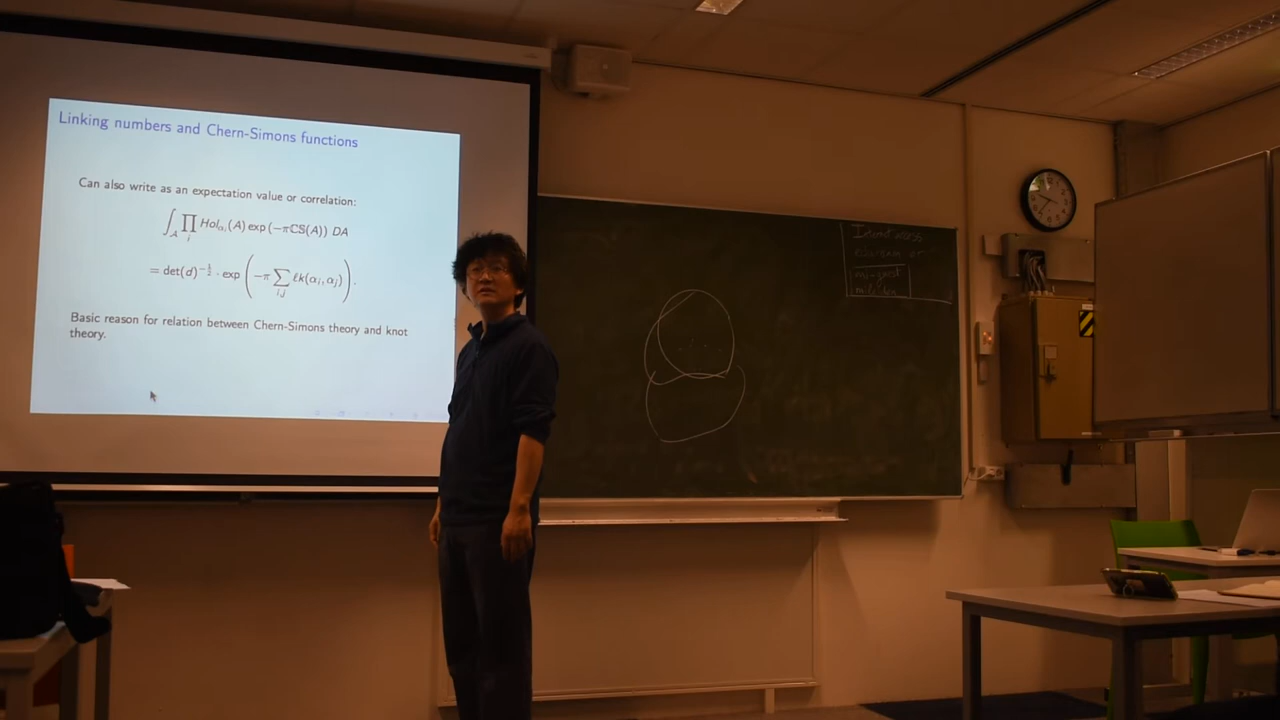 Linking numbers and Chern-Simons functions
Can also write as an expectation value or correlation:
∫_𝒜 ∏_i Hol_{α_i}(A) exp(−πℂ𝕊(A)) DA
= det(d)^{−1/2} · exp (−π ∑_{i,j} ℓk(α_i, α_j)).
Basic reason for relation between Chern-Simons theory and knot
theory.